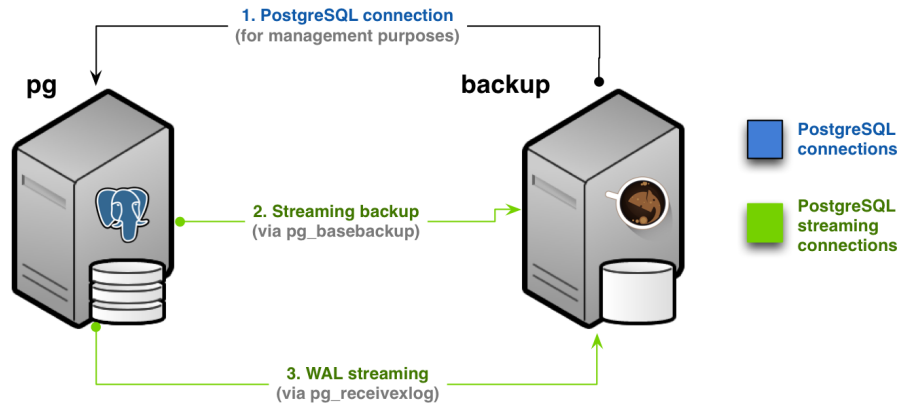 1. PostgreSQL connection
(for management purposes)
pg
backup
PostgreSQL
connections
2. Streaming backup
(via pg_basebackup)
PostgreSQL
streaming
connections
3. WAL streaming
(via pg_receivexlog)